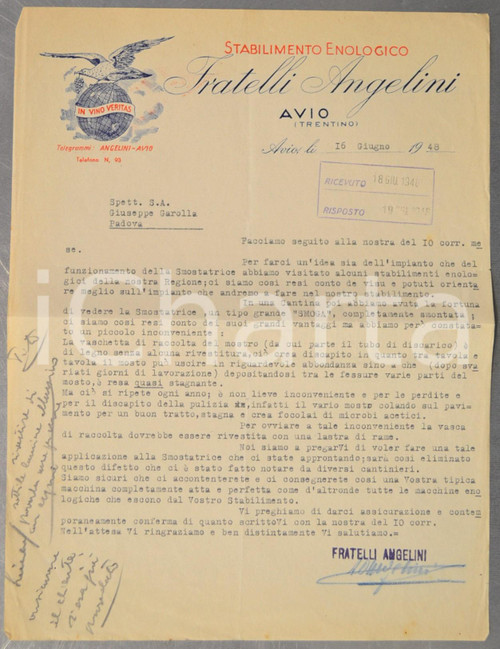 STABILIMENTO ENOLOGICO
Fratelli Angelini
AVIO
(TRENTINO)
IN VINO VERITAS
Telegrammi: ANGELINI-AVIO
Telefono N. 93
Avio, lo 16 Giugno 1948
RICEVUTO 18 GIU 1948
RISPOSTO
Spett. S.A.
Giuseppe Garolla
Padova
Facciamo seguito alla nostra del IO corr. me
se.
Per farci un'idea sia dell'impianto che del
funzionamento della Smostatrice abbiamo visitato alcuni stabilimenti enolo-
gici della nostra Regione; ci siamo così resi conto de visu e potuti orienta
re meglio sull'impianto che andremo a fare nel nostro stabilimento.
In una Cantina poi abbiamo avuto la fortuna
di vedere la Smostatrice, un tipo grande "SMOGA", completamente smontata;
ci siamo così resi conto dei suoi grandi vantaggi ma abbiamo per'constata-
to un piccolo inconveniente:
La vaschetta di raccolta del mostro (da cui parte il tubo di discarico)
di legno senza alcuna rivestitura, ci' crea discapito in quanto tra tavola e
tavola il mosto pu' uscire in riguardevole abbondanza sino a che (dopo sva
riati giorni di lavorazione) depositandosi tra le fessure varie parti del
mosto, è resa quasi stagnante.
Ma ci' si ripete ogni anno; è non lieve inconveniente e per le perdite e
per il discapito della pulizia, infatti il vario mosto colando sul pavi-
mento per un buon tratto, stagna e crea focolai di microbi acetici.
Per ovviare a tale inconveniente la vasca
di raccolta dovrebbe essere rivestita con una lastra di rame.
Noi siamo a pregarVi di voler fare una tale
applicazione alla Smostatrice che ci state approntando; sarà così eliminato
questo difetto che ci è stato fatto notare da diversi cantinieri.
Siamo sicuri che ci accontenterete e ci consegnerete così una Vostra tipica
macchina completamente atta e perfetta come d'altronde tutte le macchine eno
logiche che escono dal Vostro Stabilimento.
Vi preghiamo di darci assicurazione e contem
poraneamente conferma di quanto scrittoVi con la nostra del IO corr.
Nell'attesa Vi ringraziamo e ben distintamente Vi salutiamo.=
FRATELLI ANGELINI